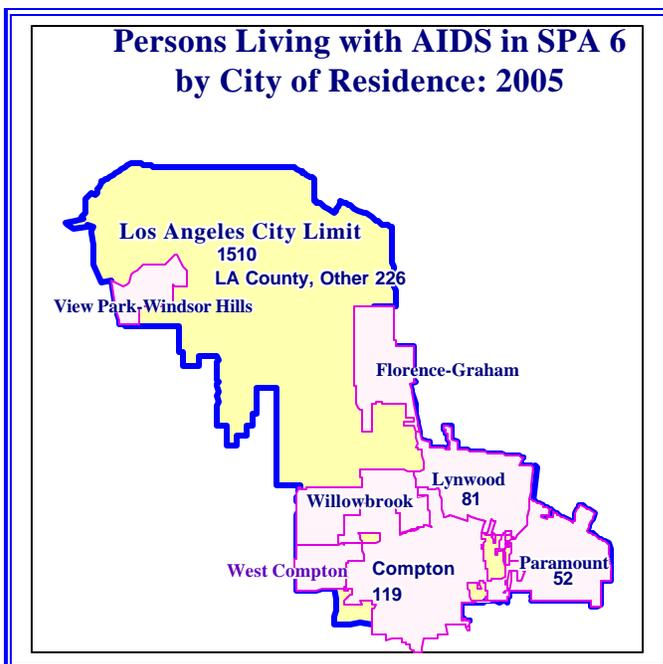 Persons Living with AIDS in SPA 6
by City of Residence: 2005
Los Angeles City Limit
1510
LA County, Other 226
View Park-Windsor Hills
Florence-Graham
Lynwood
81
Willowbrook
West Compton
Compton
119
Paramount
52